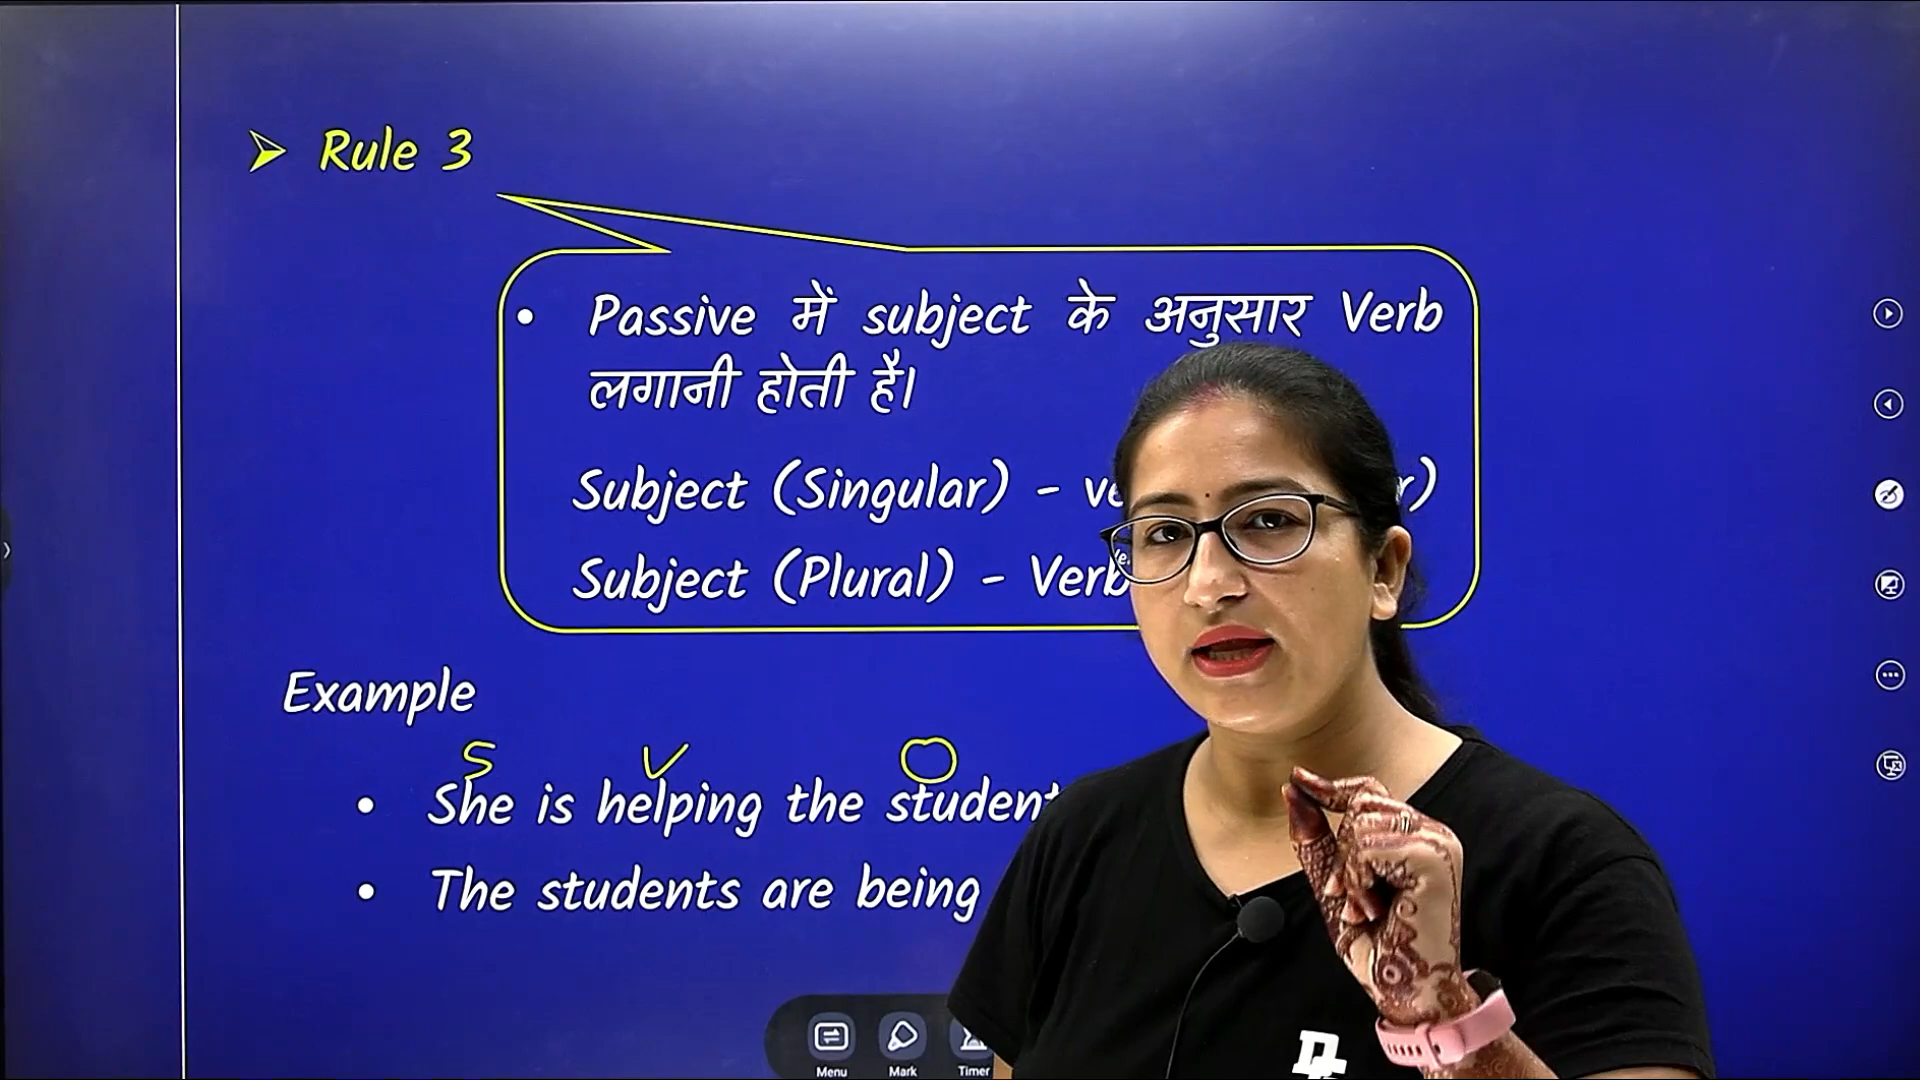 Rule 3
Passive में subject के अनुसार Verb
लगानी होती है।
Subject (Singular) - ve r)
Subject (Plural) - Verb
Example
S V O
She is helping the student
The students are being
Menu Mark Timer